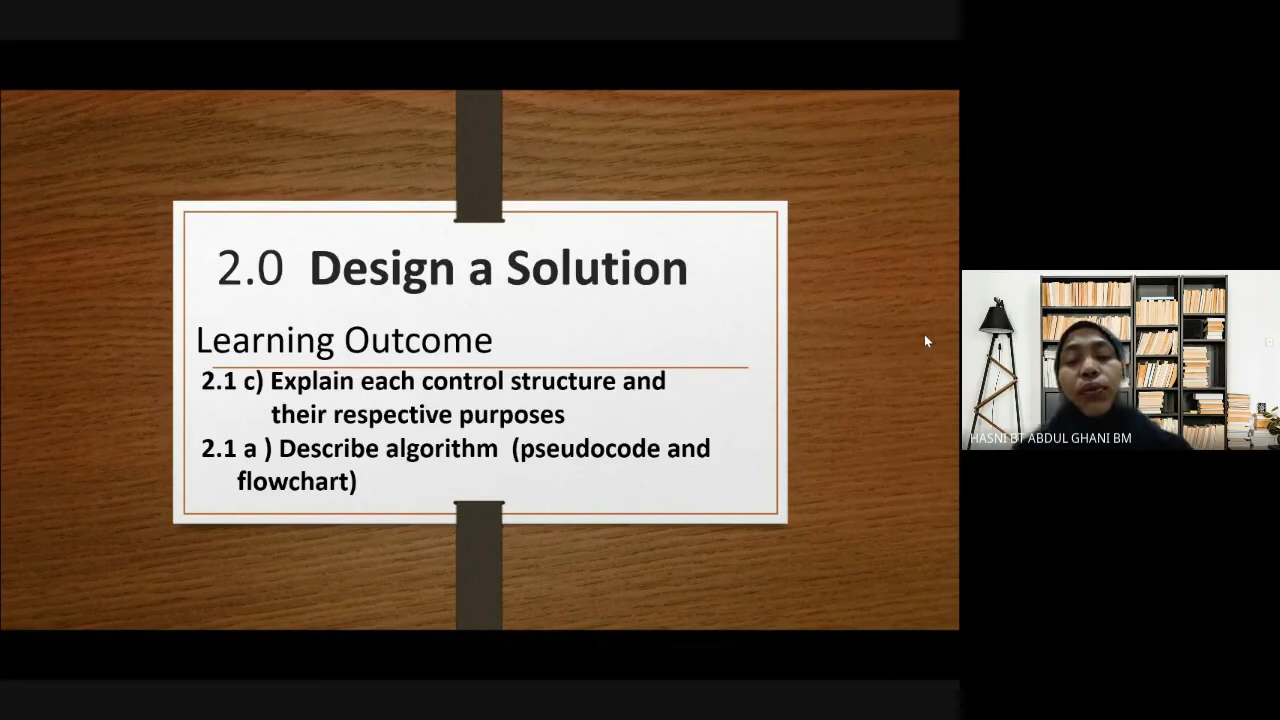 2.0 Design a Solution
Learning Outcome
2.1 c) Explain each control structure and
their respective purposes
2.1 a ) Describe algorithm (pseudocode and
flowchart)
HASNI BT ABDUL GHANI BM